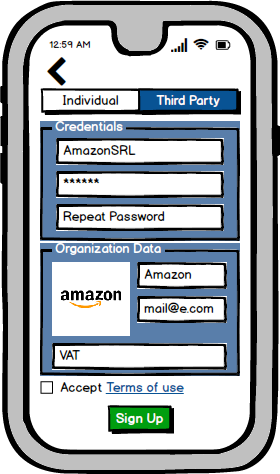 12:59 AM
Individual
Third Party
Credentials
AmazonSRL
******
Repeat Password
Organization Data
amazon
Amazon
mail@e.com
VAT
Accept Terms of use
Sign Up